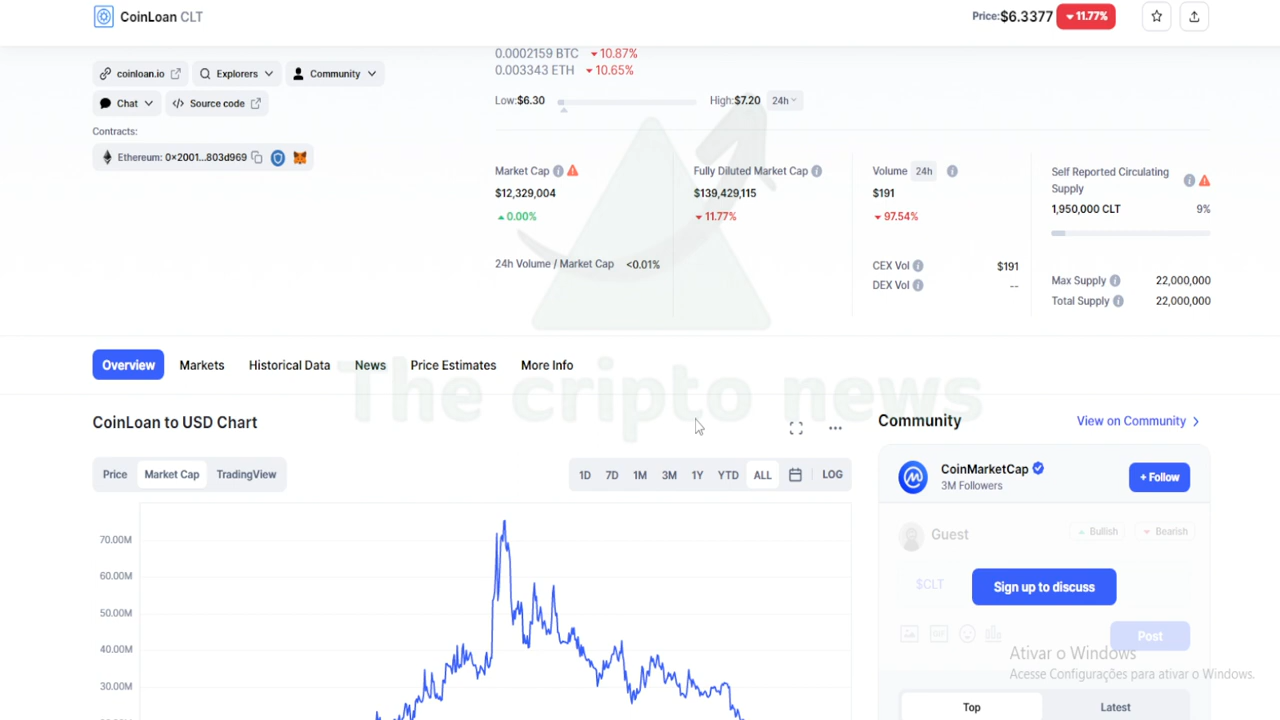 CoinLoan CLT
Price:$6.3377 11.77%
0.0002159 BTC 10.87%
0.003343 ETH 10.65%
coinloan.io Explorers Community
Chat Source code
Low:$6.30 High:$7.20 24h
Contracts:
Ethereum: 0×2001...803d969
Market Cap
$12,329,004
0.00%
24h Volume / Market Cap <0.01%
Fully Diluted Market Cap
$139,429,115
11.77%
Volume 24h
$191
97.54%
CEX Vol $191
DEX Vol --
Self Reported Circulating
Supply
1,950,000 CLT 9%
Max Supply 22,000,000
Total Supply 22,000,000
The cripto news
Overview Markets Historical Data News Price Estimates More Info
CoinLoan to USD Chart
Price Market Cap TradingView
1D 7D 1M 3M 1Y YTD ALL LOG
70.00M
60.00M
50.00M
40.00M
30.00M
Community View on Community
CoinMarketCap
3M Followers
+ Follow
Guest Bullish Bearish
$CLT
Sign up to discuss
GIF
Post
Ativar o Windows
Acesse Configurações para ativar o Windows.
Top Latest